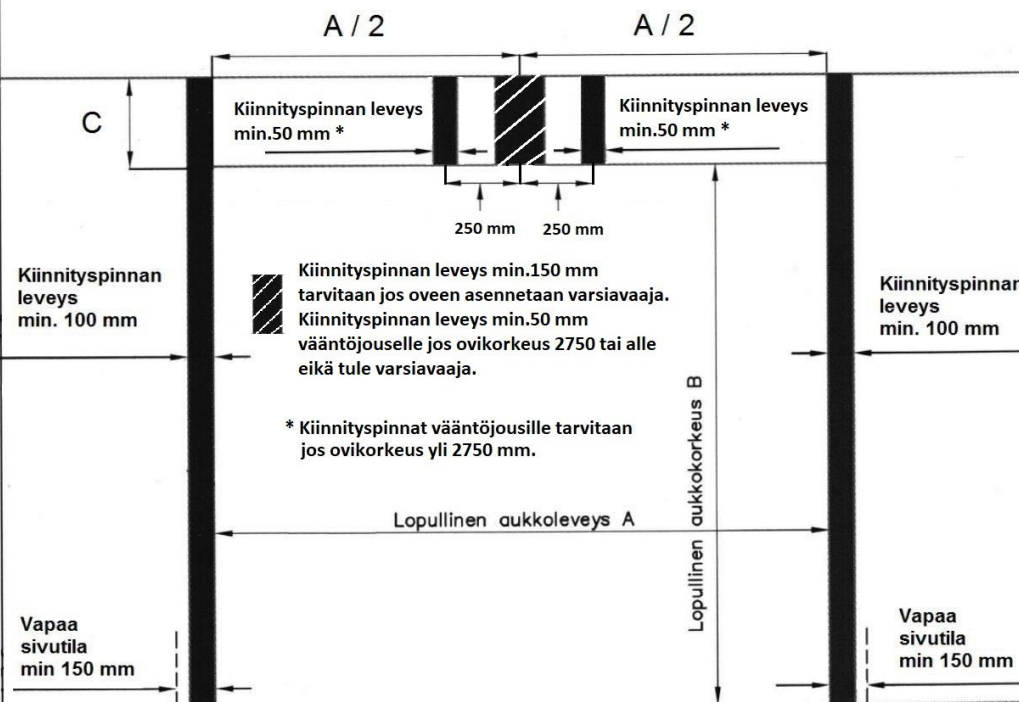 A / 2
A / 2
C
Kiinnityspinnan leveys
min.50 mm *
Kiinnityspinnan leveys
min.50 mm *
250 mm
250 mm
Kiinnityspinnan
leveys
min. 100 mm
Kiinnityspinnan leveys min.150 mm
tarvitaan jos oveen asennetaan varsiavaaja.
Kiinnityspinnan leveys min.50 mm
vääntöjouselle jos ovikorkeus 2750 tai alle
eikä tule varsiavaaja.
Kiinnityspinnan
leveys
min. 100 mm
* Kiinnityspinnat vääntöjousille tarvitaan
jos ovikorkeus yli 2750 mm.
Lopullinen aukkoleveys A
Lopullinen aukkokorkeus B
Vapaa
sivutila
min 150 mm
Vapaa
sivutila
min 150 mm